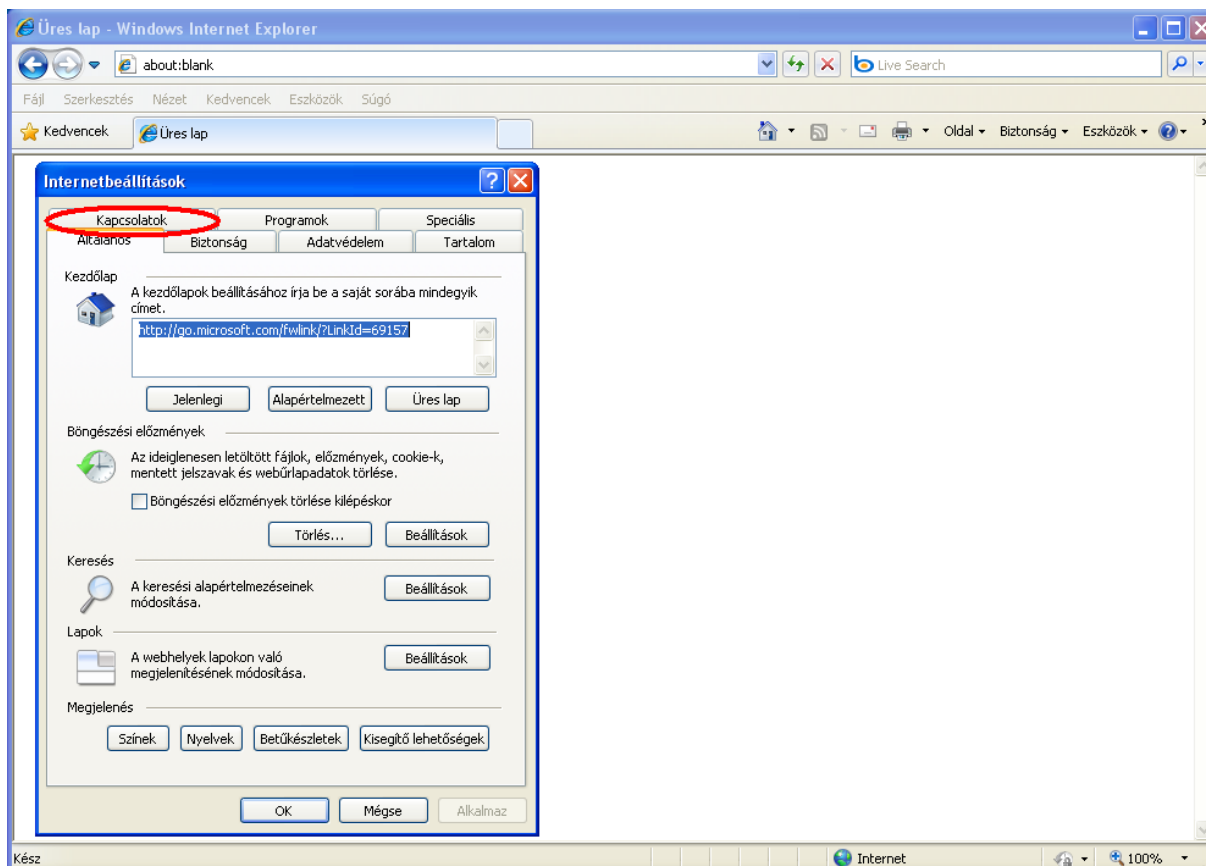 Üres lap - Windows Internet Explorer
about:blank
Live Search
Fájl Szerkesztés Nézet Kedvencek Eszközök Súgó
Kedvencek Üres lap Oldal Biztonság Eszközök
Internetbeállítások
Kapcsolatok Programok Speciális
Általános Biztonság Adatvédelem Tartalom
Kezdőlap
A kezdőlapok beállításához írja be a saját sorába mindegyik
címet.
http://go.microsoft.com/fwlink/?LinkId=69157
Jelenlegi Alapértelmezett Üres lap
Böngészési előzmények
Az ideiglenesen letöltött fájlok, előzmények, cookie-k,
mentett jelszavak és webűrlapadatok törlése.
Böngészési előzmények törlése kilépéskor
Törlés... Beállítások
Keresés
A keresési alapértelmezéseinek
módosítása.
Beállítások
Lapok
A webhelyek lapokon való
megjelenítésének módosítása.
Beállítások
Megjelenés
Színek Nyelvek Betűkészletek Kisegítő lehetőségek
OK Mégse Alkalmaz
Kész Internet 100%